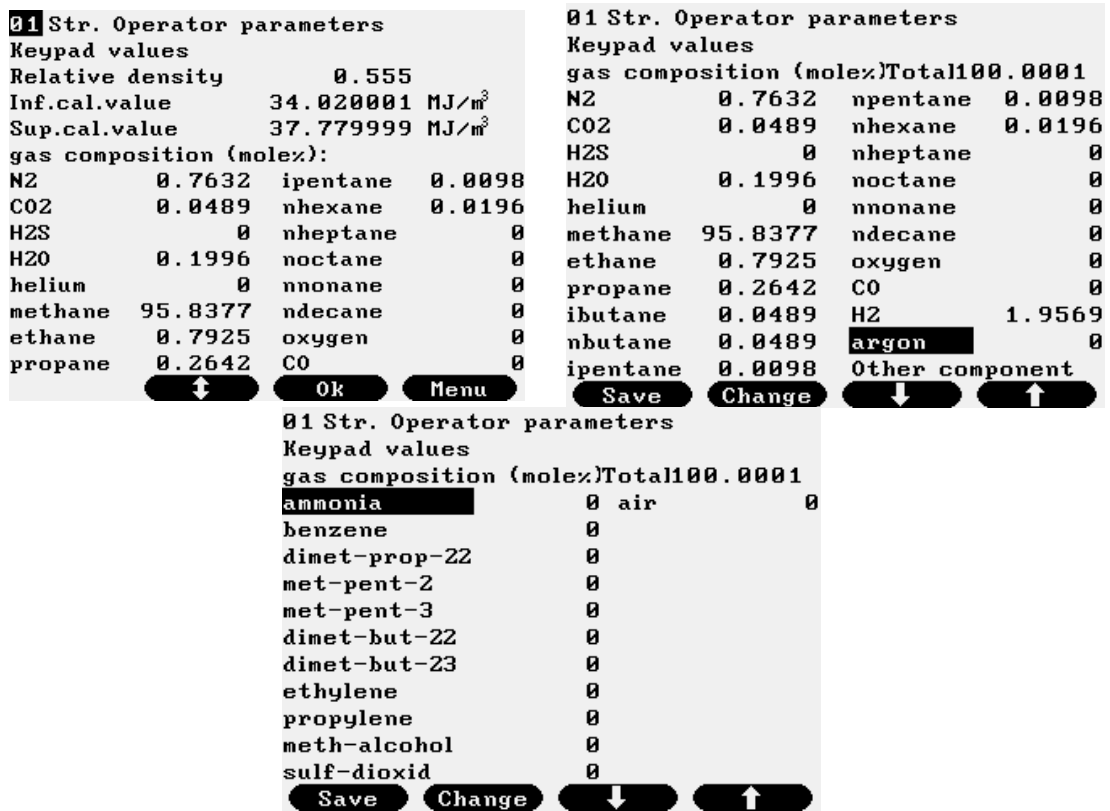 01 Str. Operator parameters
Keypad values
Relative density 0.555
Inf.cal.value 34.020001 MJ/m³
Sup.cal.value 37.779999 MJ/m³
gas composition (mole%):
N2 0.7632 ipentane 0.0098
CO2 0.0489 nhexane 0.0196
H2S 0 nheptane 0
H2O 0.1996 noctane 0
helium 0 nnonane 0
methane 95.8377 ndecane 0
ethane 0.7925 oxygen 0
propane 0.2642 CO 0
↕ Ok Menu
01 Str. Operator parameters
Keypad values
gas composition (mole%)Total100.0001
N2 0.7632 npentane 0.0098
CO2 0.0489 nhexane 0.0196
H2S 0 nheptane 0
H2O 0.1996 noctane 0
helium 0 nnonane 0
methane 95.8377 ndecane 0
ethane 0.7925 oxygen 0
propane 0.2642 CO 0
ibutane 0.0489 H2 1.9569
nbutane 0.0489 argon 0
ipentane 0.0098 Other component
Save Change ↓ ↑
01 Str. Operator parameters
Keypad values
gas composition (mole%)Total100.0001
ammonia 0 air 0
benzene 0
dimet-prop-22 0
met-pent-2 0
met-pent-3 0
dimet-but-22 0
dimet-but-23 0
ethylene 0
propylene 0
meth-alcohol 0
sulf-dioxid 0
Save Change ↓ ↑